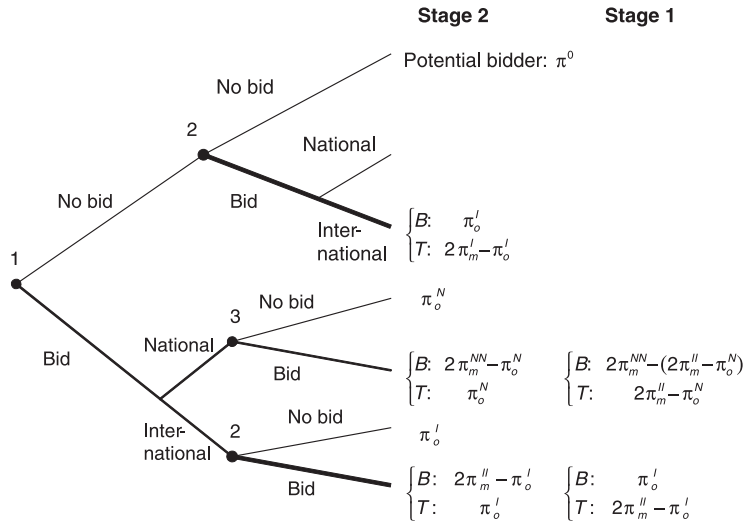 Stage 2 Stage 1
Potential bidder: π⁰
No bid
2
National
No bid
Bid
Inter-
national
B: π_o^I
T: 2π_m^I−π_o^I
1
No bid
π_o^N
3
National
Bid
Bid
B: 2π_m^NN−π_o^N
T: π_o^N
B: 2π_m^NN−(2π_m^II−π_o^N)
T: 2π_m^II−π_o^N
No bid
π_o^I
Inter-
national
2
Bid
B: 2π_m^II−π_o^I
T: π_o^I
B: π_o^I
T: 2π_m^II−π_o^I